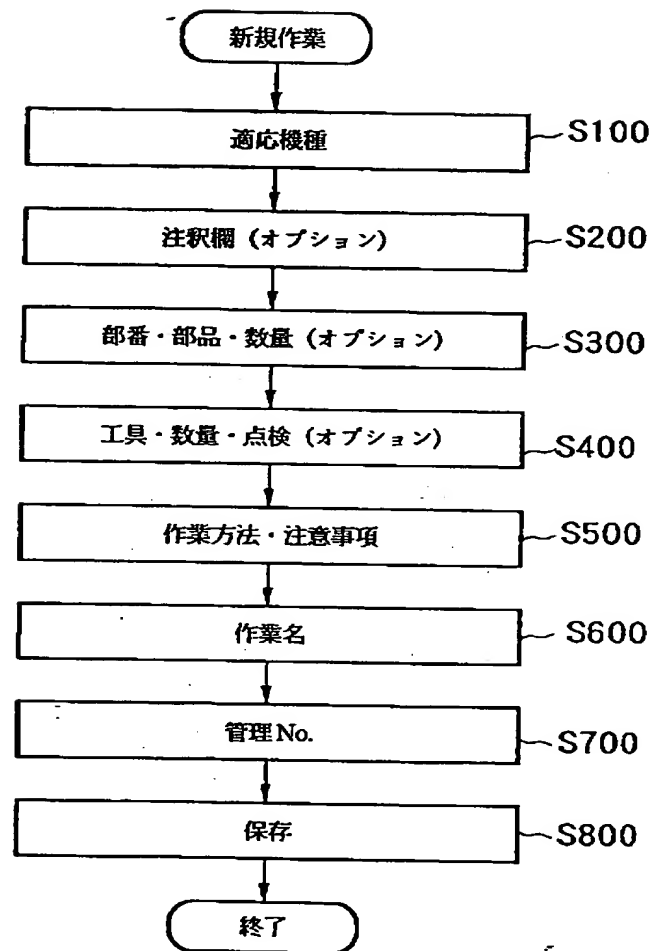 新規作業
適応機種
S100
注釈欄 (オプション)
S200
部番・部品・数量 (オプション)
S300
工具・数量・点検 (オプション)
S400
作業方法・注意事項
S500
作業名
S600
管理No.
S700
保存
S800
終了